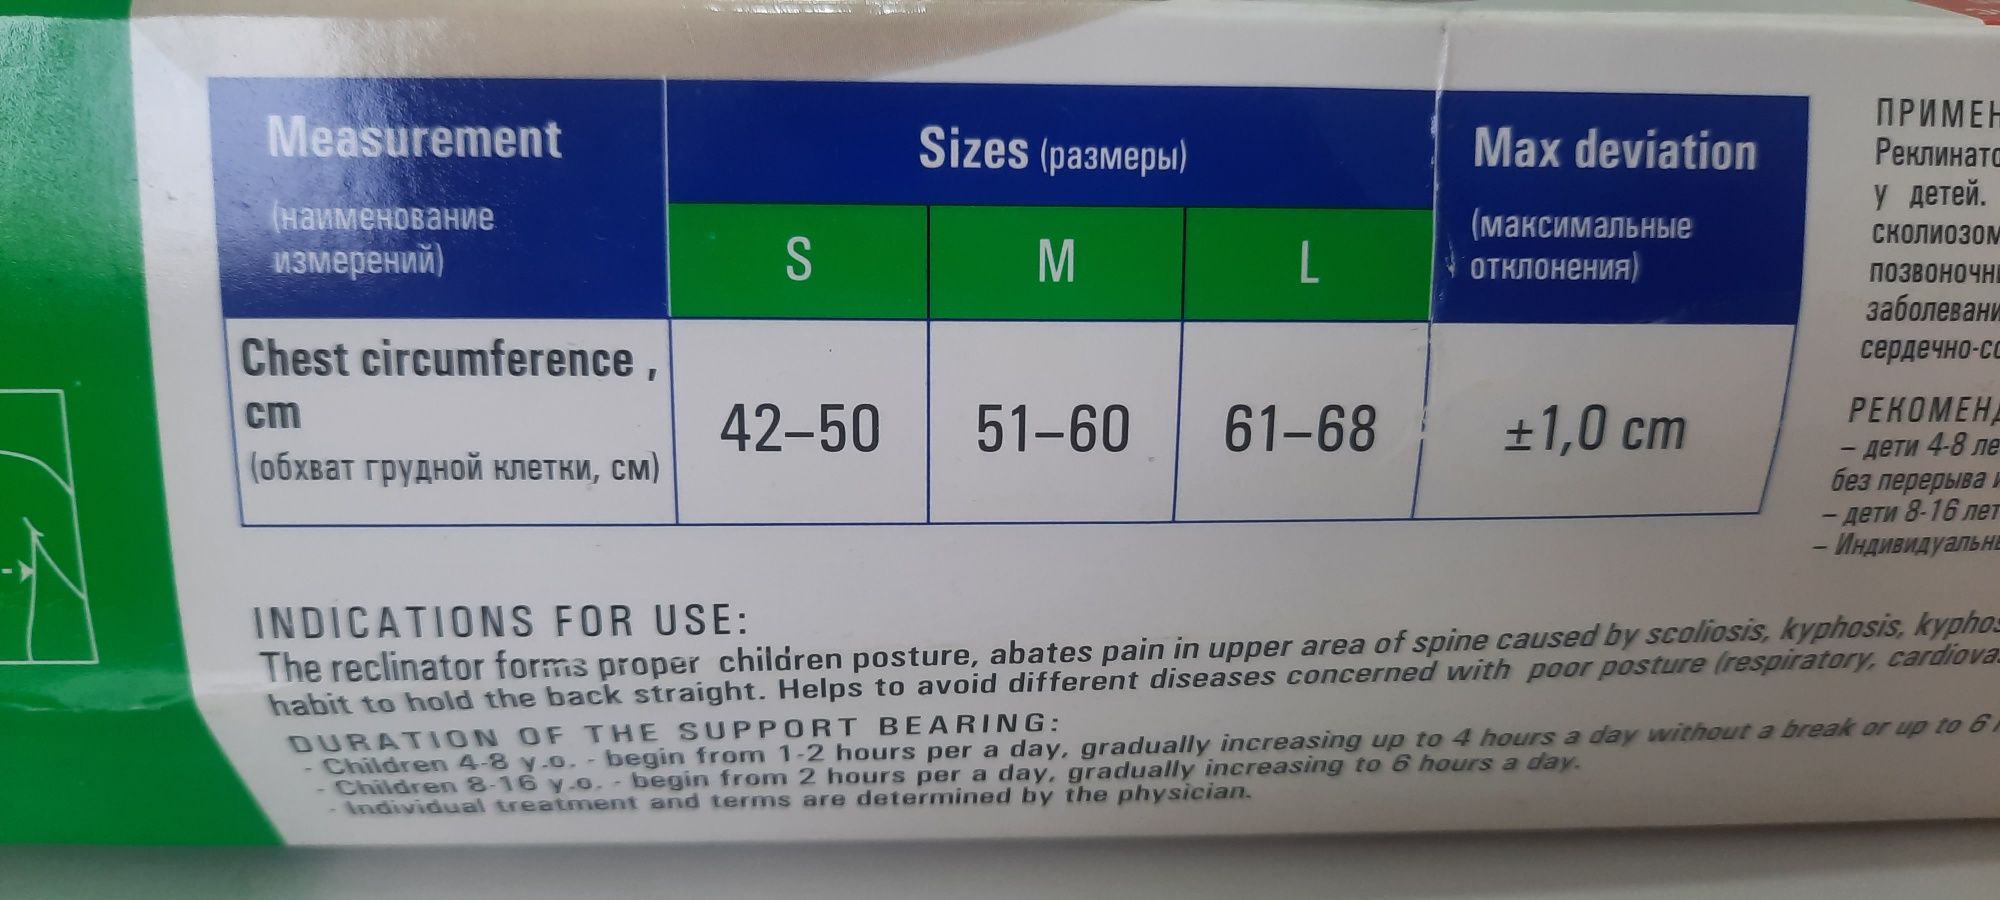 Measurement
(наименование
измерений)
Sizes (размеры)
S M L
Max deviation
(максимальные
отклонения)
Chest circumference ,
cm
(обхват грудной клетки, см)
42–50 51–60 61–68 ±1,0 cm
INDICATIONS FOR USE:
The reclinator forms proper children posture, abates pain in upper area of spine caused by scoliosis, kyphosis, kyphos
habit to hold the back straight. Helps to avoid different diseases concerned with poor posture (respiratory, cardiova
DURATION OF THE SUPPORT BEARING:
- Children 4-8 y.o. - begin from 1-2 hours per a day, gradually increasing up to 4 hours a day without a break or up to 6
- Children 8-16 y.o. - begin from 2 hours per a day, gradually increasing to 6 hours a day.
- Individual treatment and terms are determined by the physician.
ПРИМЕН
Реклинато
у детей.
сколиозом
позвоночн
заболевани
сердечно-со
РЕКОМЕНД
– дети 4-8 ле
без перерыва и
– дети 8-16 лет
– Индивидуальн